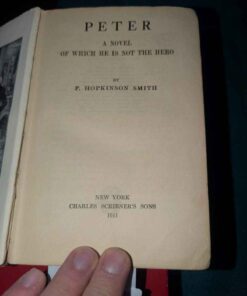 PETER
A NOVEL
OF WHICH HE IS NOT THE HERO
BY
F. HOPKINSON SMITH
NEW YORK
CHARLES SCRIBNER'S SONS
1911